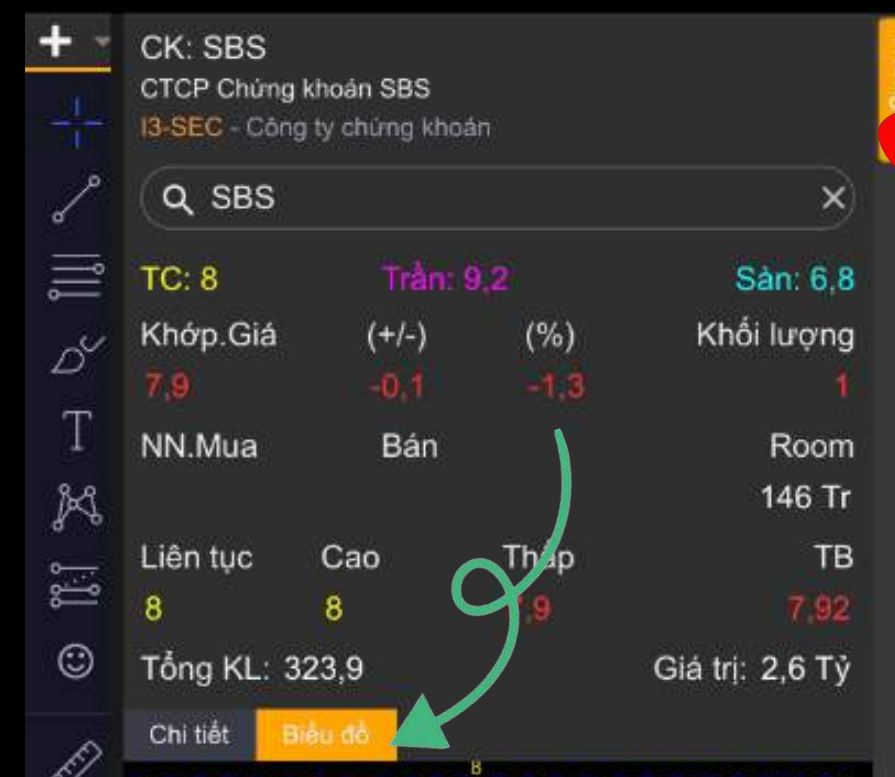 CK: SBS
CTCP Chứng khoán SBS
I3-SEC - Công ty chứng khoán
SBS
TC: 8 Trần: 9,2 Sàn: 6,8
Khớp.Giá (+/-) (%) Khối lượng
7,9 -0,1 -1,3 1
NN.Mua Bán Room
146 Tr
Liên tục Cao Thấp TB
8 8 7,9 7,92
Tổng KL: 323,9 Giá trị: 2,6 Tỷ
Chi tiết Biểu đồ
8